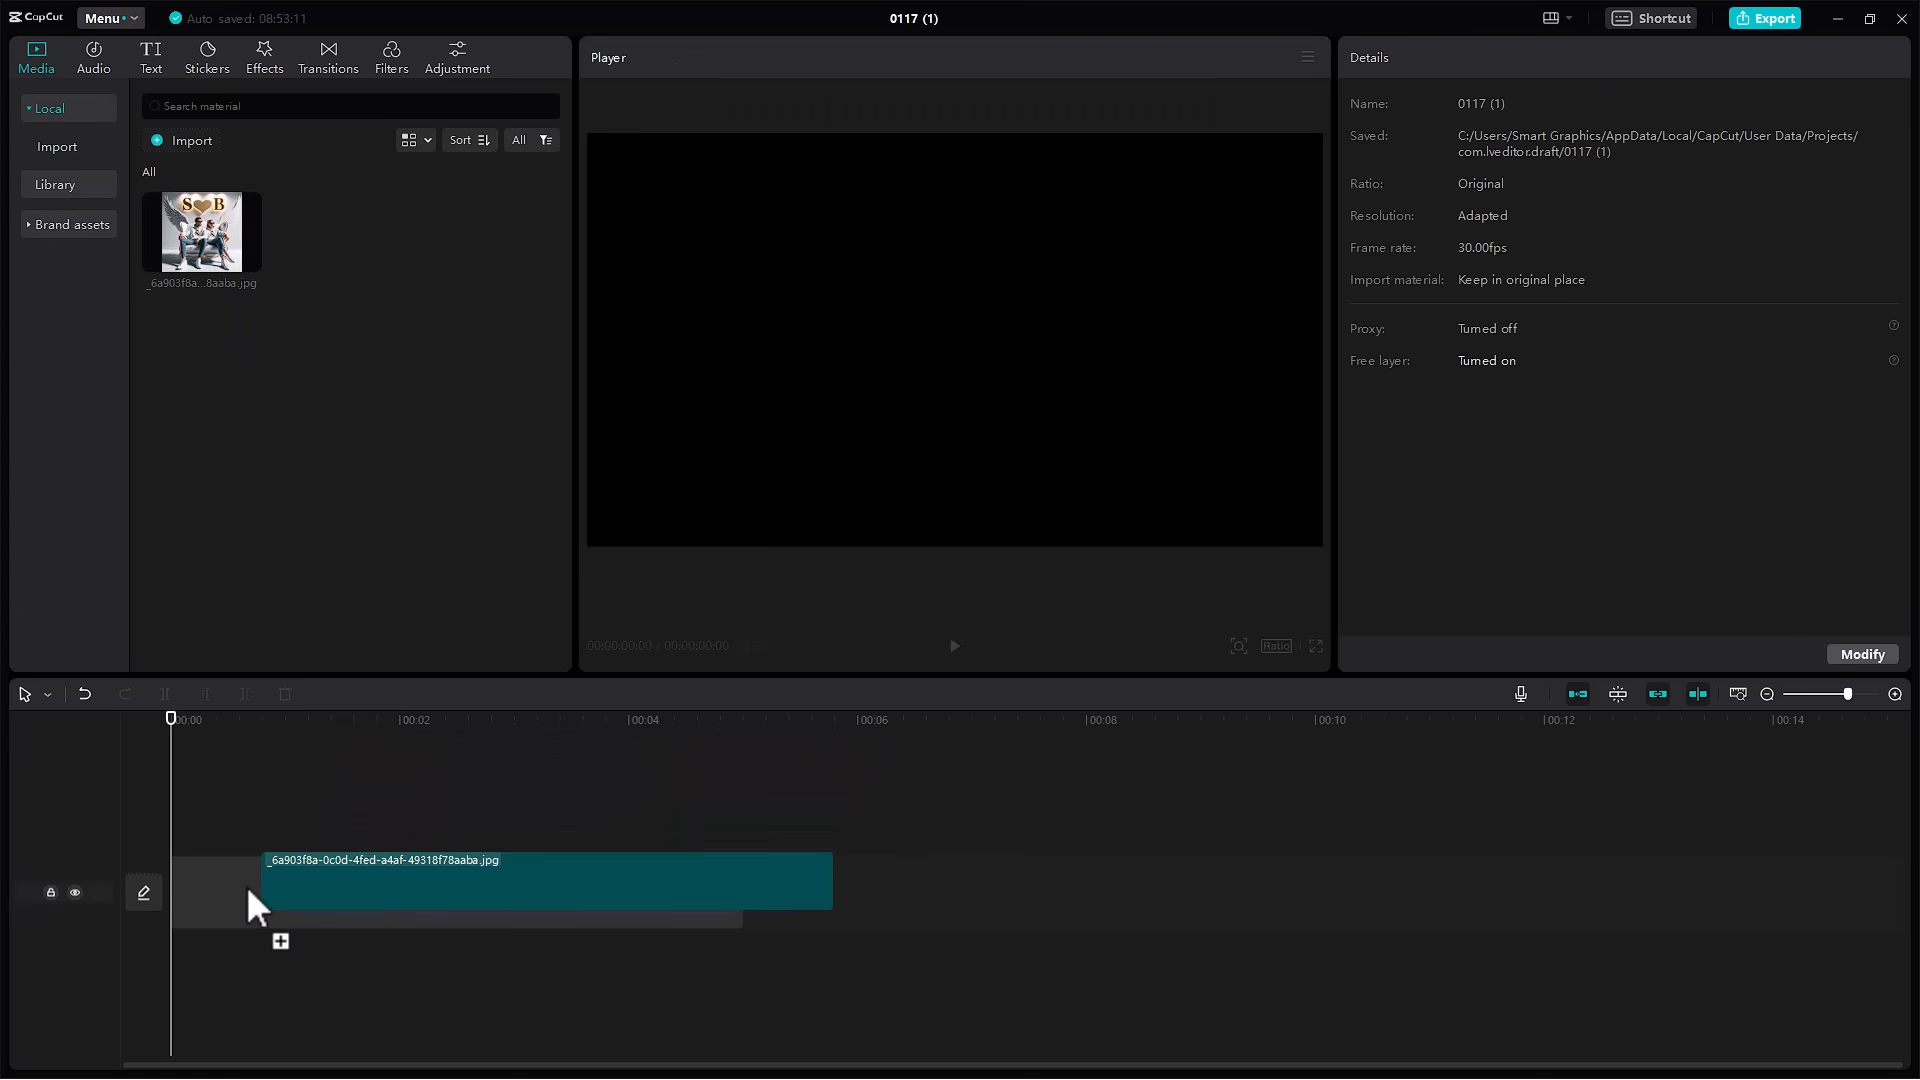 CapCut
Menu
Auto saved: 08:53:11
0117 (1)
Shortcut
Export
Media
Audio
TI
Text
Stickers
Effects
Transitions
Filters
Adjustment
Local
Import
Library
Brand assets
Search material
Import
Sort
All
All
S B
_6a903f8a...8aaba.jpg
Player
00:00:00:00 / 00:00:00:00
Ratio
Details
Name: 0117 (1)
Saved: C:/Users/Smart Graphics/AppData/Local/CapCut/User Data/Projects/
com.lveditor.draft/0117 (1)
Ratio: Original
Resolution: Adapted
Frame rate: 30.00fps
Import material: Keep in original place
Proxy: Turned off
Free layer: Turned on
Modify
00:00
00:02
00:04
00:06
00:08
00:10
00:12
00:14
_6a903f8a-0c0d-4fed-a4af-49318f78aaba.jpg